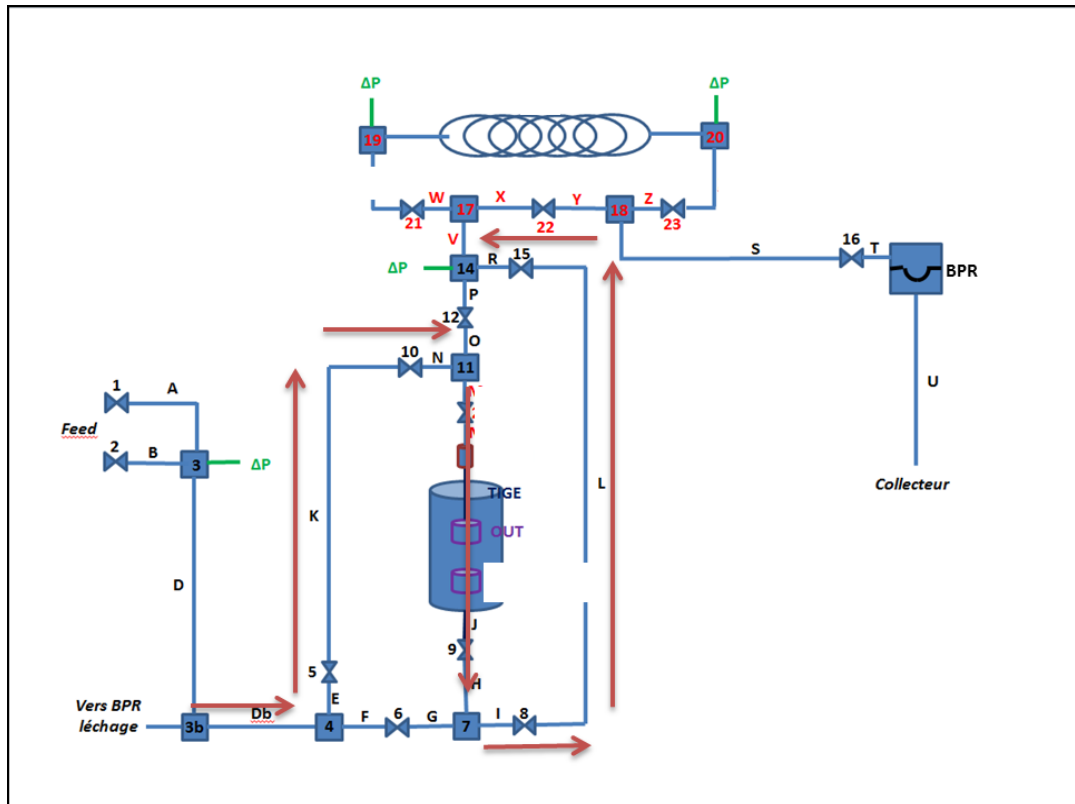 ΔP
ΔP
19
20
W
X
Y
Z
17
18
21
22
23
V
16
T
S
BPR
ΔP
14
R
15
P
12
O
10
N
11
1
A
U
Feed
2
B
3
ΔP
L
Collecteur
TIGE
K
OUT
D
J
9
5
H
Vers BPR
léchage
E
Db
F
6
G
I
8
3b
4
7